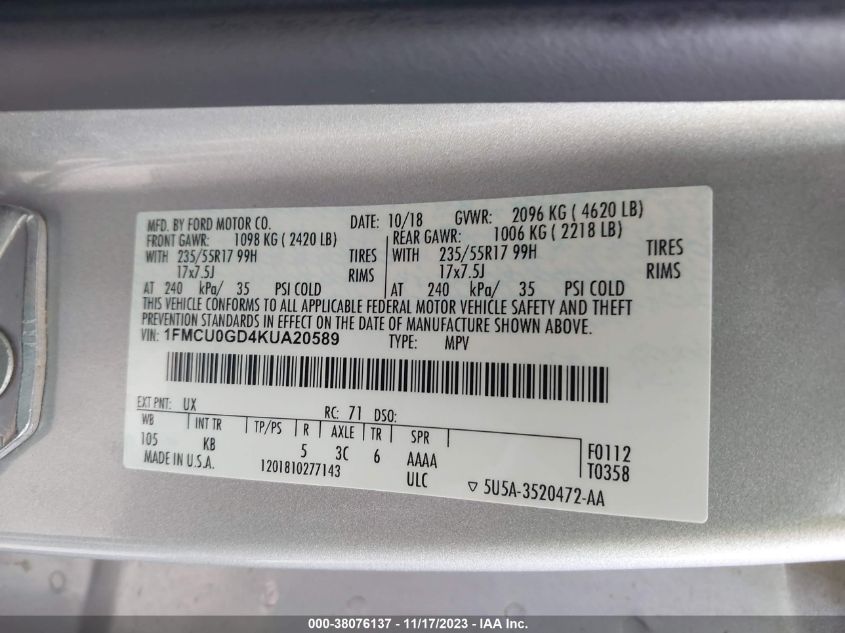 MFD. BY FORD MOTOR CO. DATE: 10/18 GVWR: 2096 KG ( 4620 LB)
FRONT GAWR: 1098 KG ( 2420 LB) REAR GAWR: 1006 KG ( 2218 LB)
WITH 235/55R17 99H TIRES WITH 235/55R17 99H TIRES
17x7.5J RIMS 17x7.5J RIMS
AT 240 kPa/ 35 PSI COLD AT 240 kPa/ 35 PSI COLD
THIS VEHICLE CONFORMS TO ALL APPLICABLE FEDERAL MOTOR VEHICLE SAFETY AND THEFT
PREVENTION STANDARDS IN EFFECT ON THE DATE OF MANUFACTURE SHOWN ABOVE.
VIN: 1FMCU0GD4KUA20589 TYPE: MPV
EXT PNT: UX RC: 71 DSO:
WB INT TR TP/PS R AXLE TR SPR
105 KB 5 3C 6 AAAA F0112
MADE IN U.S.A. 1201810277143 ULC T0358
▽ 5U5A-3520472-AA
000-38076137 - 11/17/2023 - IAAI Inc.